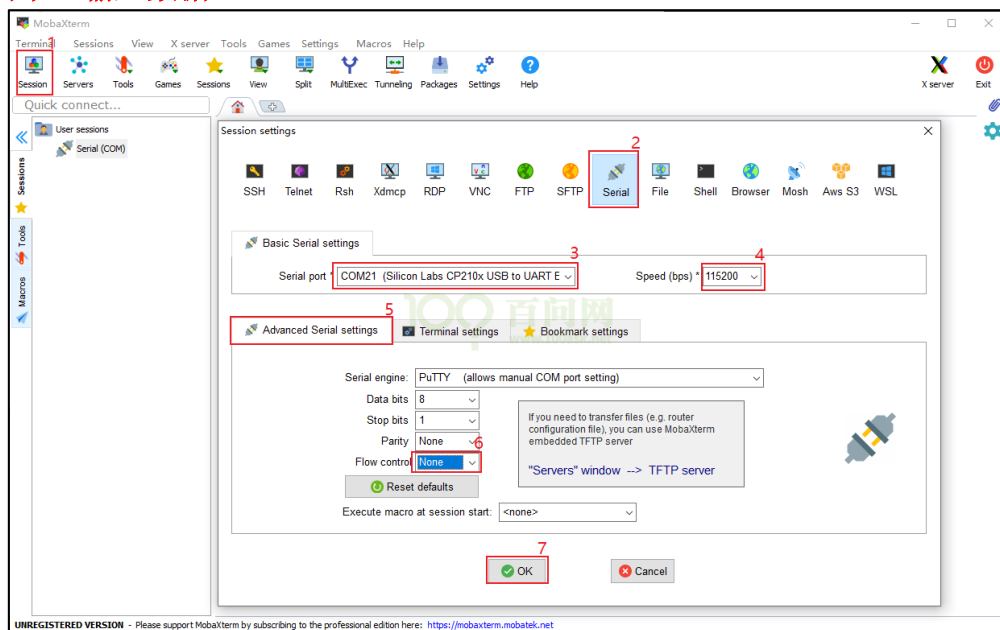 MobaXterm
Terminal Sessions View X server Tools Games Settings Macros Help
1
Session Servers Tools Games Sessions View Split MultiExec Tunneling Packages Settings Help X server Exit
Quick connect...
User sessions
Serial (COM)
Sessions
Tools
Macros
Session settings
2
SSH Telnet Rsh Xdmcp RDP VNC FTP SFTP Serial File Shell Browser Mosh Aws S3 WSL
Basic Serial settings
3 4
Serial port * COM21 (Silicon Labs CP210x USB to UART E Speed (bps) * 115200
100 百问网
5
Advanced Serial settings Terminal settings Bookmark settings
Serial engine: PuTTY (allows manual COM port setting)
Data bits 8
Stop bits 1
Parity None
6
Flow control None
If you need to transfer files (e.g. router
configuration file), you can use MobaXterm
embedded TFTP server
"Servers" window --> TFTP server
Reset defaults
Execute macro at session start: <none>
7
OK Cancel
UNREGISTERED VERSION - Please support MobaXterm by subscribing to the professional edition here: https://mobaxterm.mobatek.net